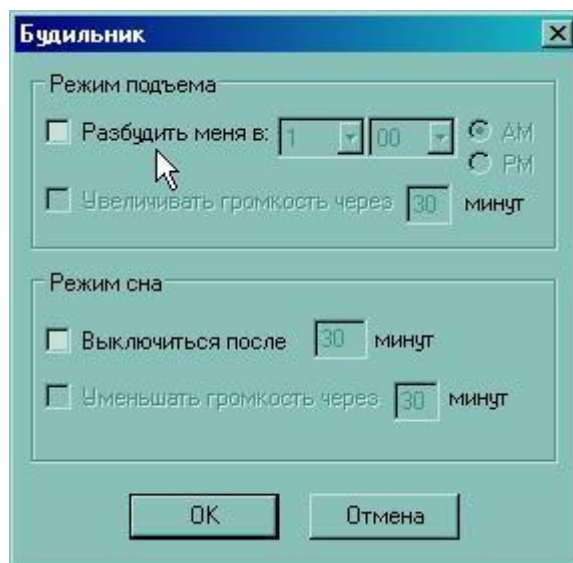 Будильник
Режим подъема
Разбудить меня в: 1 00 AM
PM
Увеличивать громкость через 30 минут
Режим сна
Выключиться после 30 минут
Уменьшать громкость через 30 минут
OK Отмена